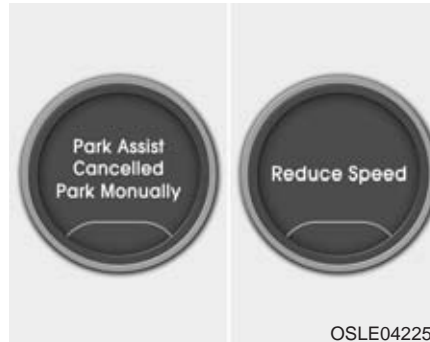 Park Assist
Cancelled
Park Monually
Reduce Speed
OSLE04225